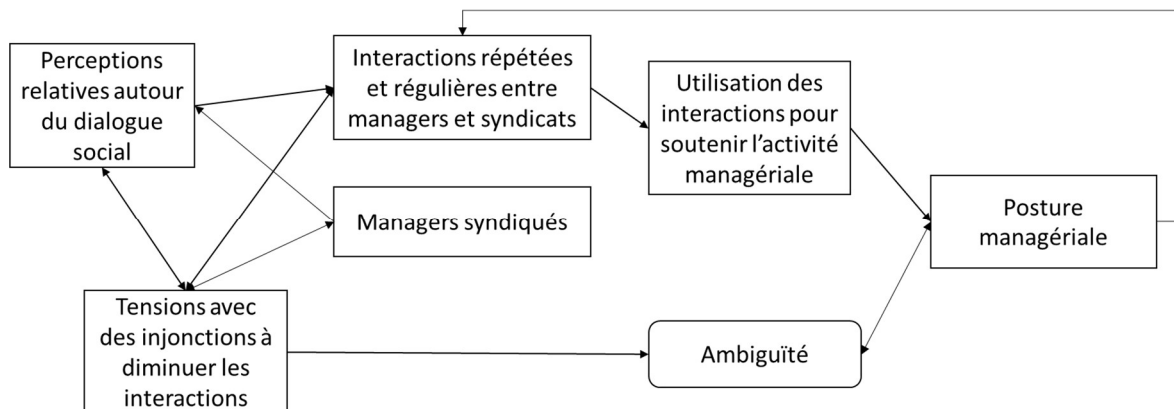 Perceptions
relatives autour
du dialogue
social
Interactions répétées
et régulières entre
managers et syndicats
Utilisation des
interactions pour
soutenir l’activité
managériale
Managers syndiqués
Posture
managériale
Tensions avec
des injonctions à
diminuer les
interactions
Ambiguïté